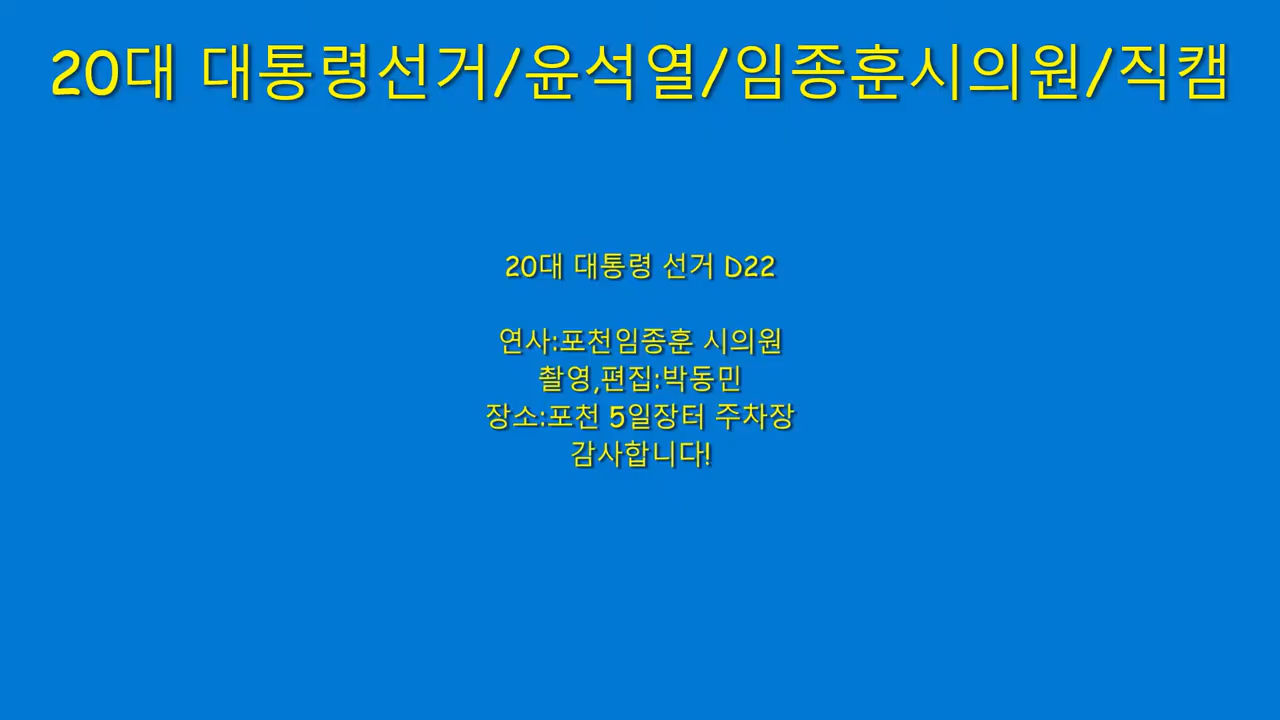 20대 대통령선거/윤석열/임종훈시의원/직캠
20대 대통령 선거 D22
연사:포천임종훈 시의원
촬영,편집:박동민
장소:포천 5일장터 주차장
감사합니다!